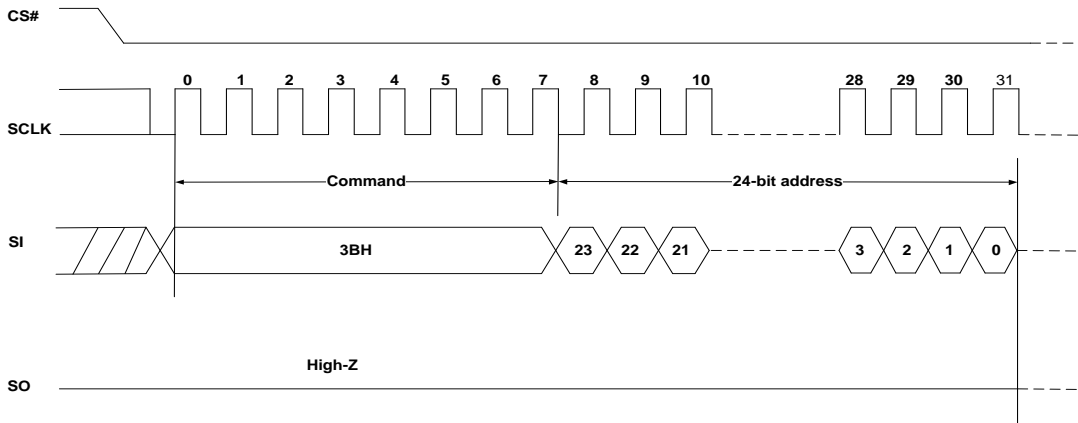 CS#
0 1 2 3 4 5 6 7 8 9 10 28 29 30 31
SCLK
Command 24-bit address
SI 3BH 23 22 21 3 2 1 0
High-Z
SO